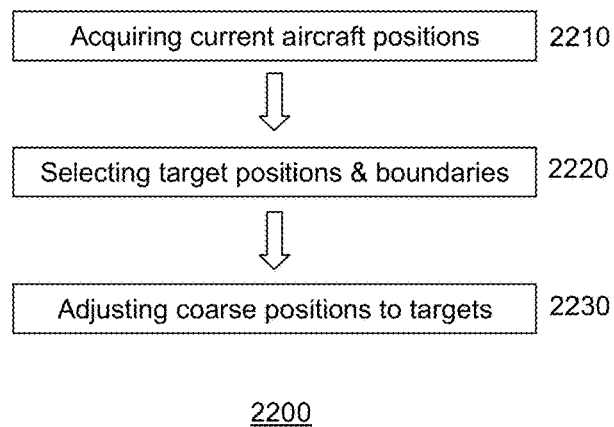 Acquiring current aircraft positions 2210
Selecting target positions & boundaries 2220
Adjusting coarse positions to targets 2230
2200